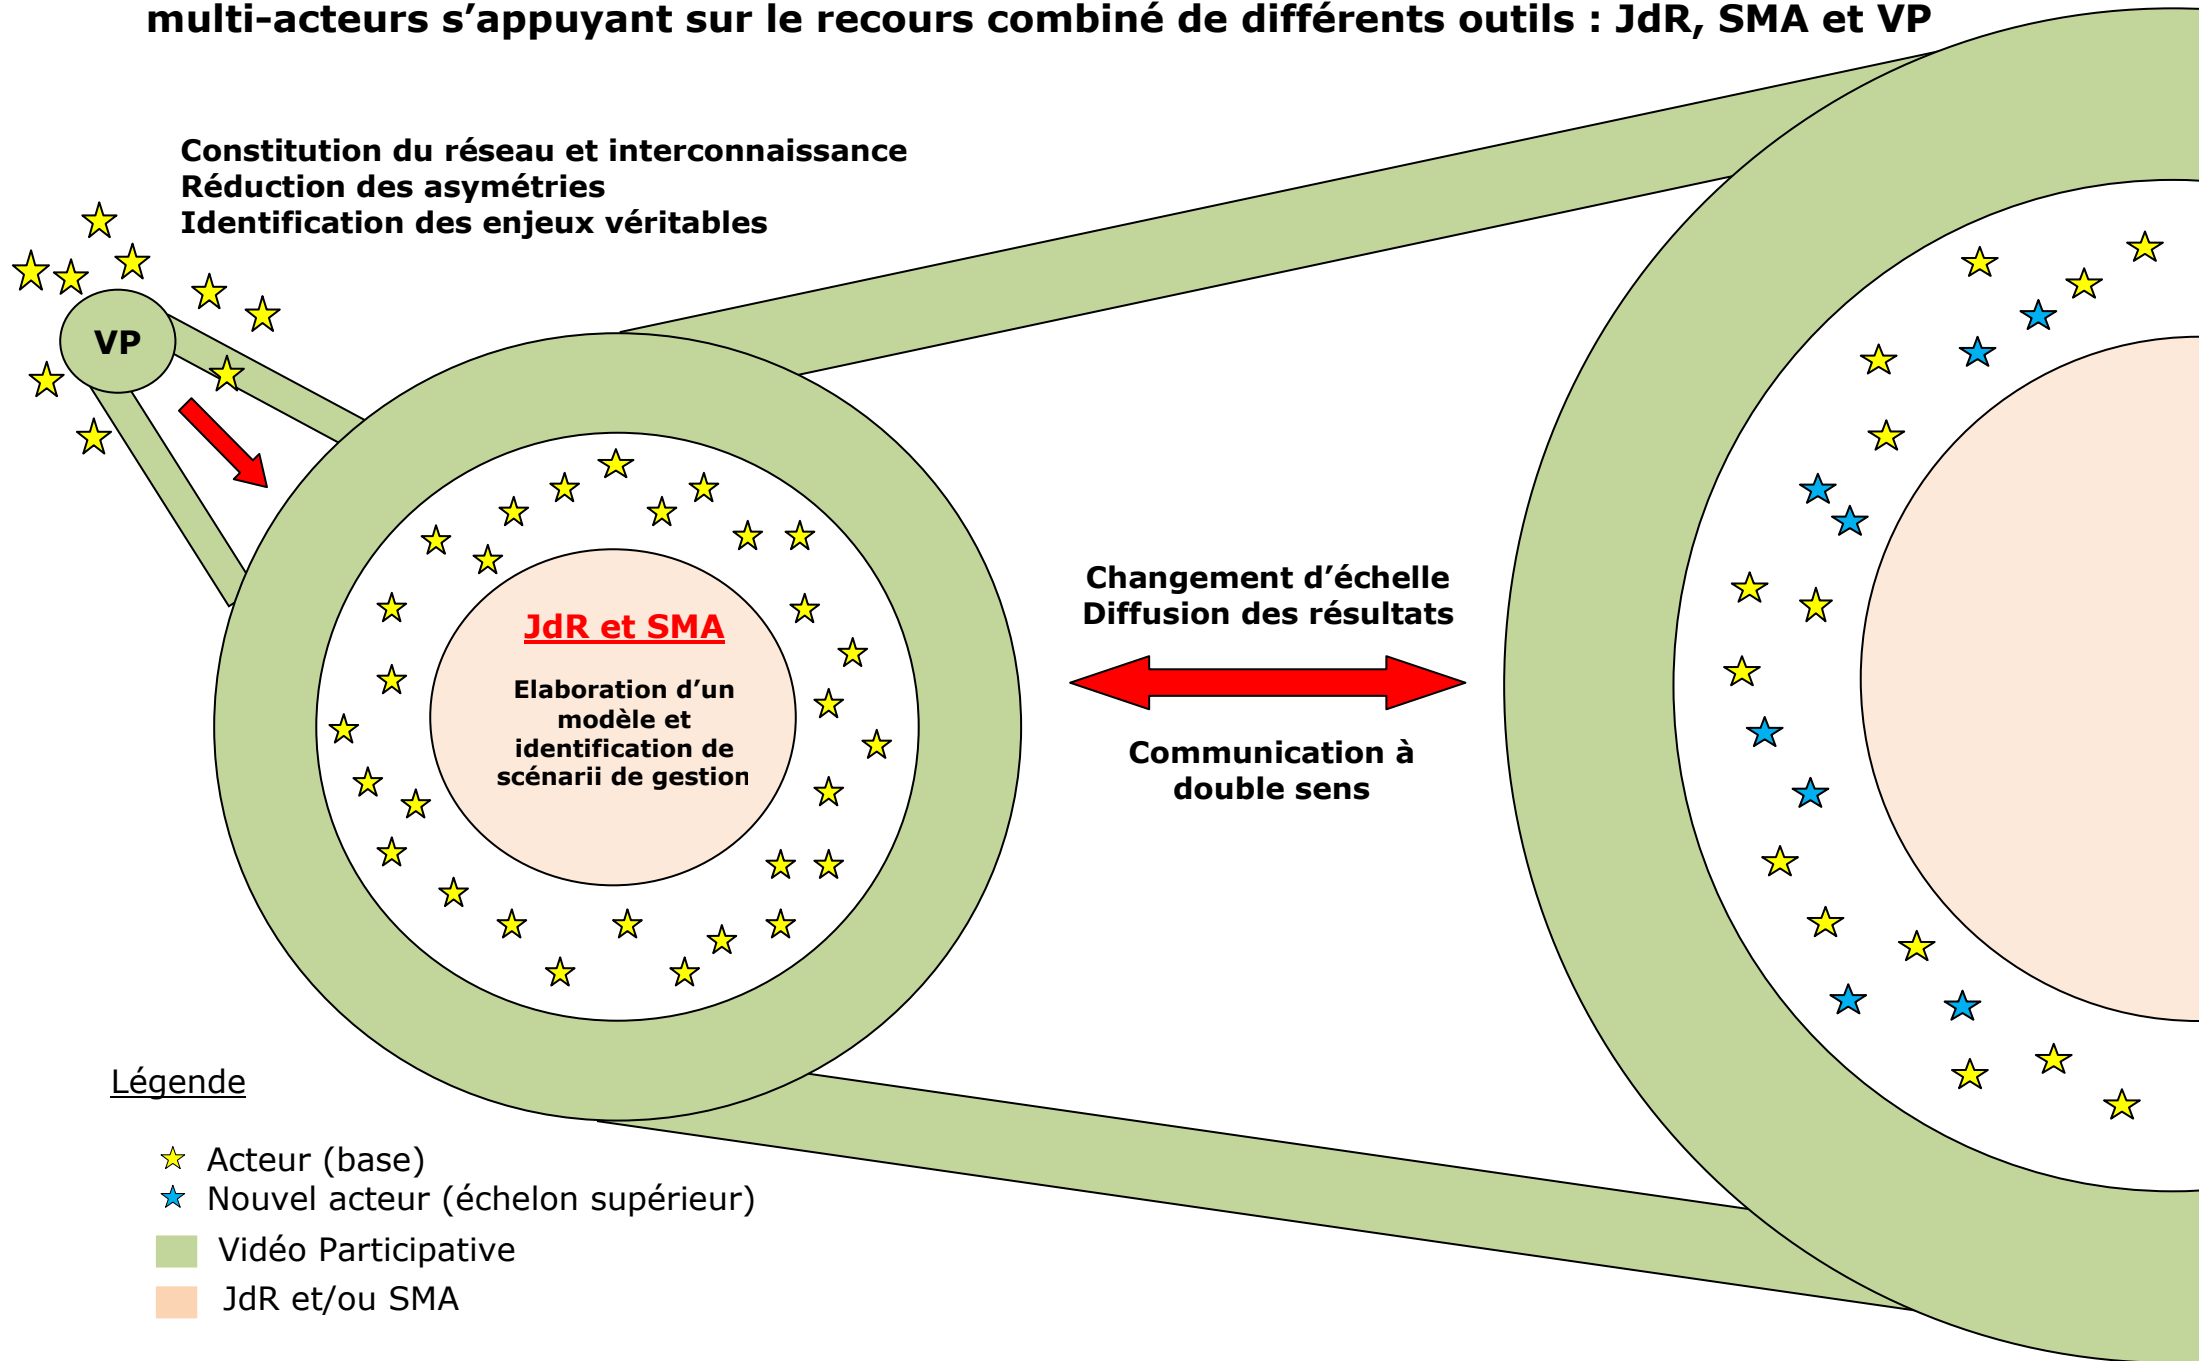 multi-acteurs s’appuyant sur le recours combiné de différents outils : JdR, SMA et VP
Constitution du réseau et interconnaissance
Réduction des asymétries
Identification des enjeux véritables
VP
JdR et SMA
Elaboration d’un
modèle et
identification de
scénarii de gestion
Changement d’échelle
Diffusion des résultats
Communication à
double sens
Légende
Acteur (base)
Nouvel acteur (échelon supérieur)
Vidéo Participative
JdR et/ou SMA